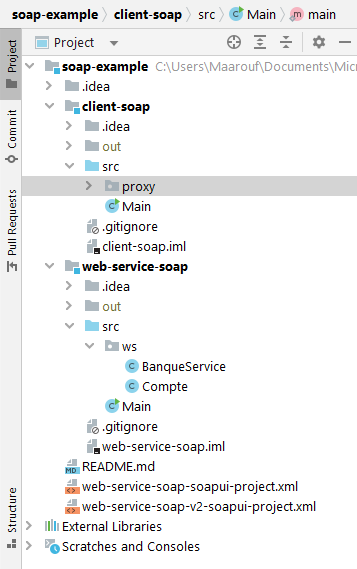 soap-example client-soap src Main main
Project
soap-example C:\Users\Maarouf\Documents\Micr
.idea
client-soap
.idea
out
src
proxy
Main
.gitignore
client-soap.iml
web-service-soap
.idea
out
src
ws
BanqueService
Compte
Main
.gitignore
web-service-soap.iml
README.md
web-service-soap-soapui-project.xml
web-service-soap-v2-soapui-project.xml
External Libraries
Scratches and Consoles
Project
Commit
Pull Requests
Structure